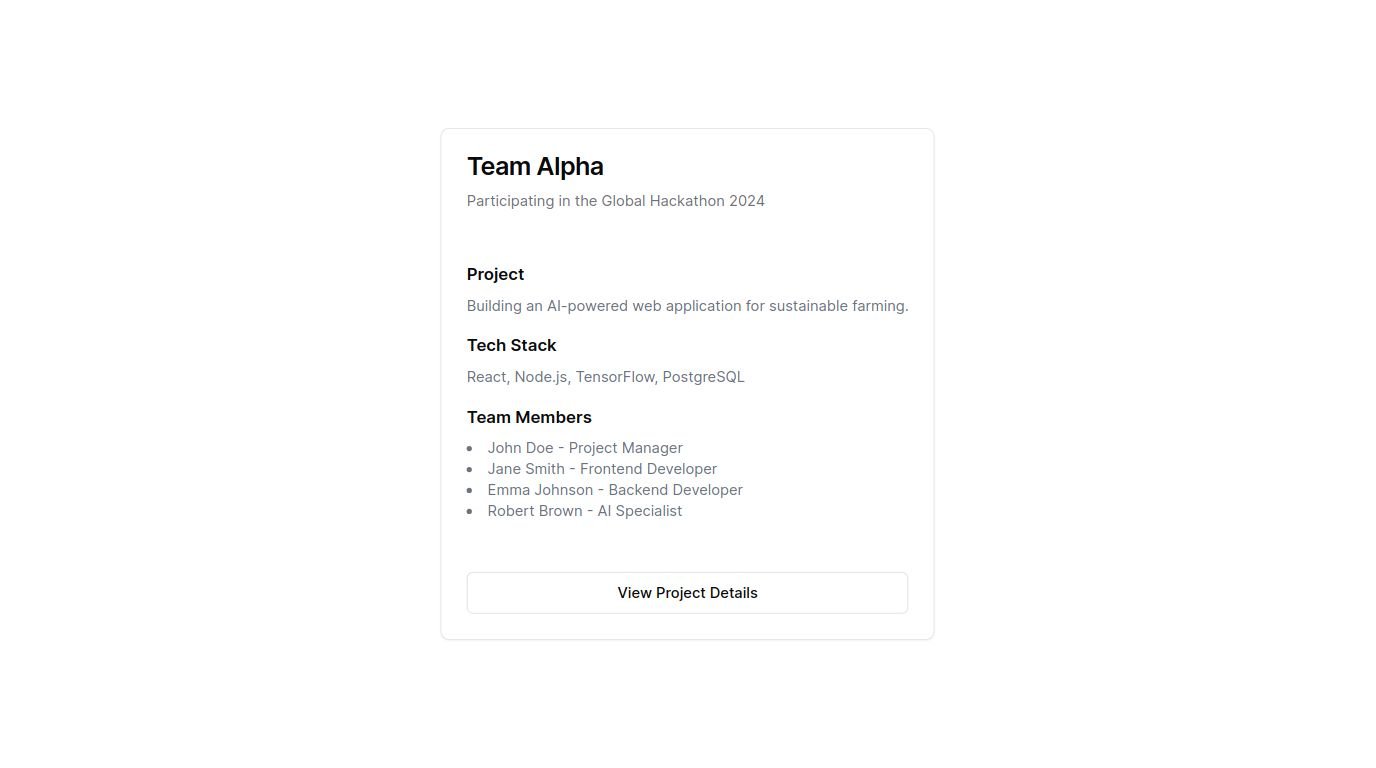 Team Alpha
Participating in the Global Hackathon 2024
Project
Building an AI-powered web application for sustainable farming.
Tech Stack
React, Node.js, TensorFlow, PostgreSQL
Team Members
• John Doe - Project Manager
• Jane Smith - Frontend Developer
• Emma Johnson - Backend Developer
• Robert Brown - AI Specialist
View Project Details